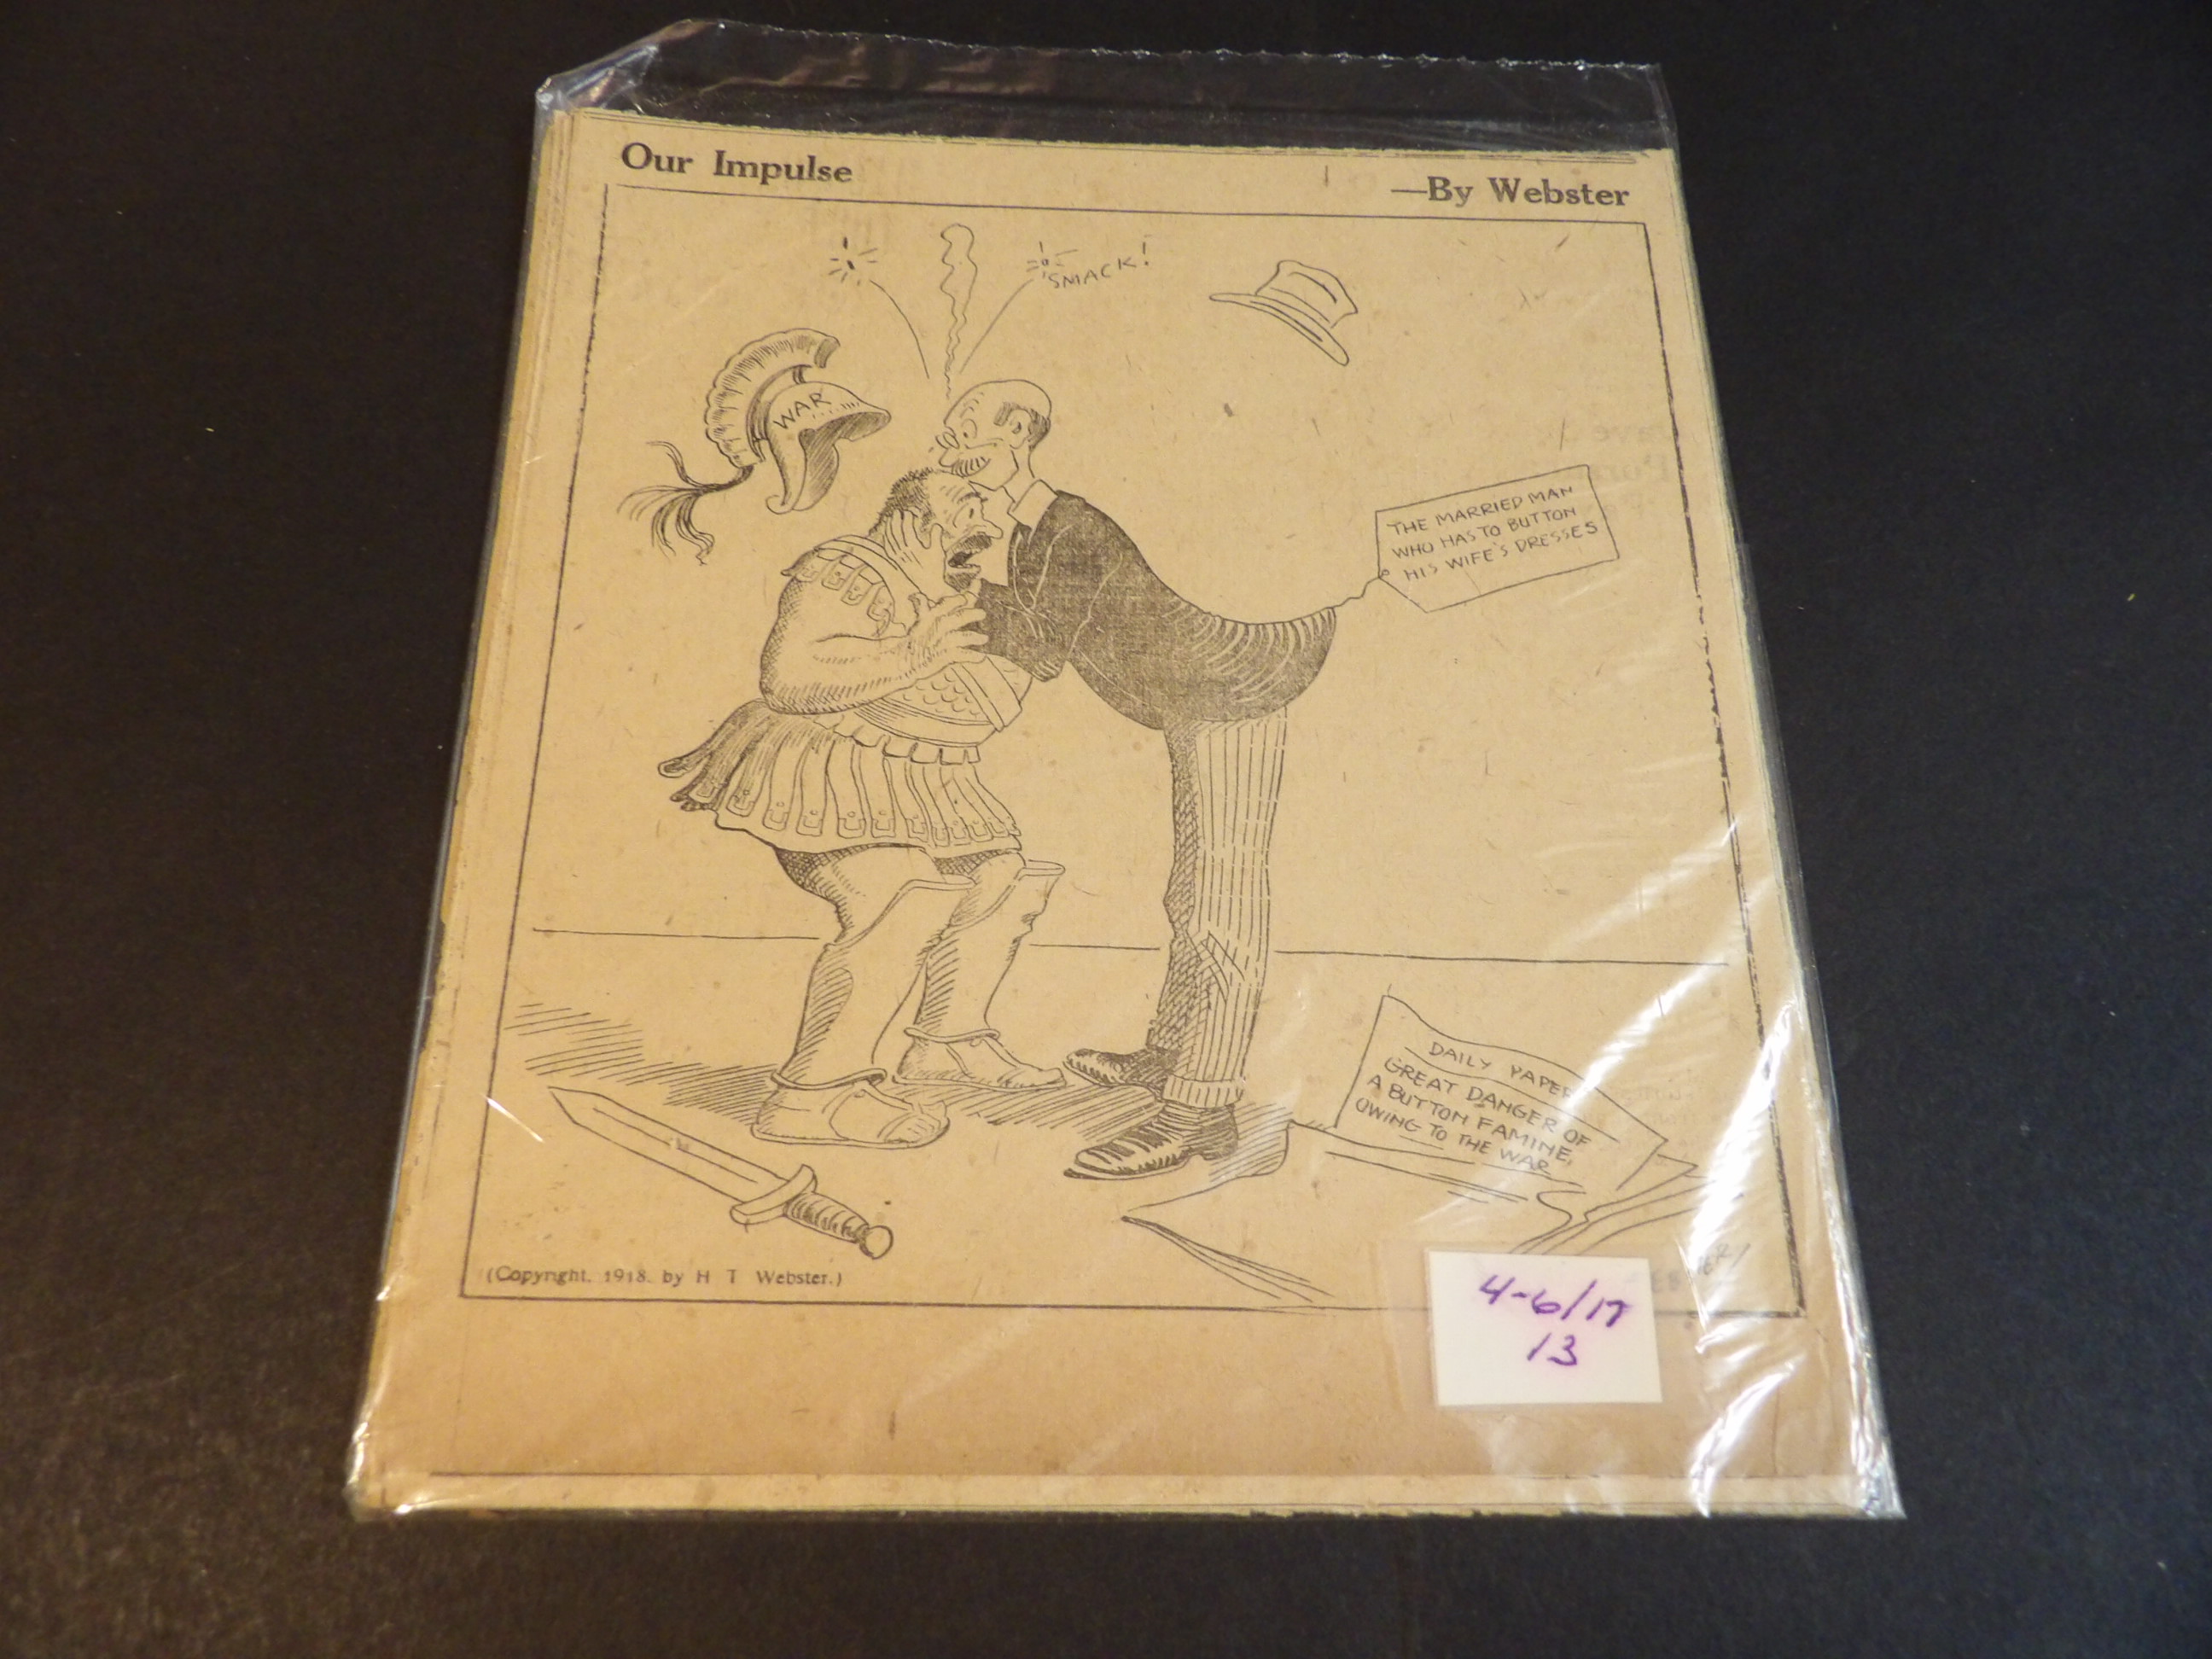 Our Impulse
—By Webster
SMACK!
WAR
THE MARRIED MAN
WHO HAS TO BUTTON
HIS WIFE'S DRESSES
DAILY PAPER
GREAT DANGER OF
A BUTTON FAMINE,
OWING TO THE WAR
(Copyright, 1918, by H T Webster.)
4-6/17
13